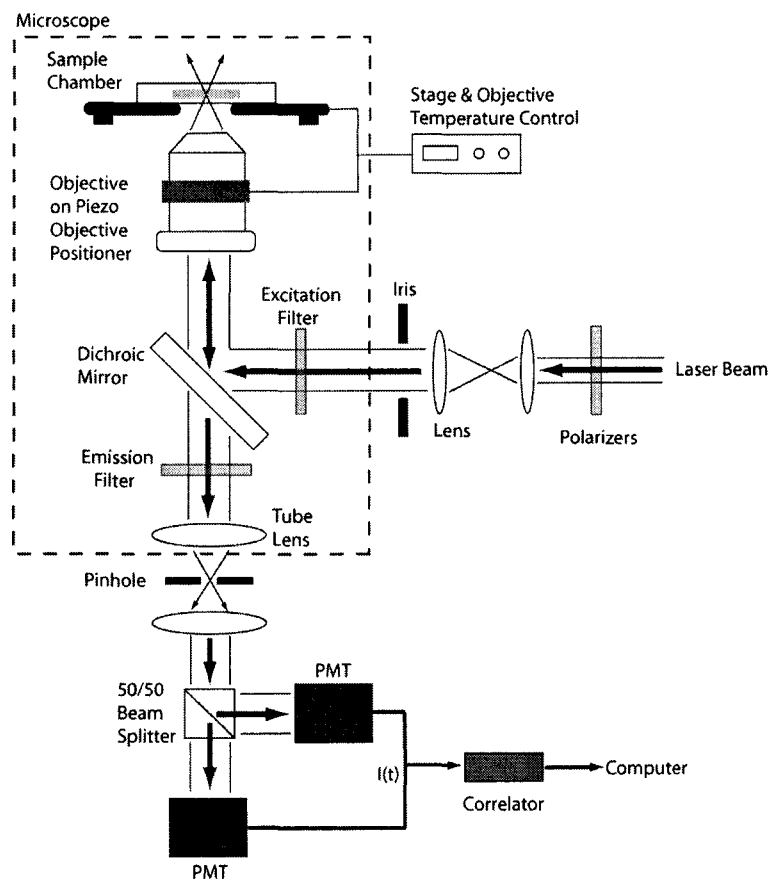 Microscope
Sample
Chamber
Stage & Objective
Temperature Control
Objective
on Piezo
Objective
Positioner
Excitation
Filter
Iris
Dichroic
Mirror
Laser Beam
Lens
Polarizers
Emission
Filter
Tube
Lens
Pinhole
PMT
50/50
Beam
Splitter
I(t)
Computer
Correlator
PMT